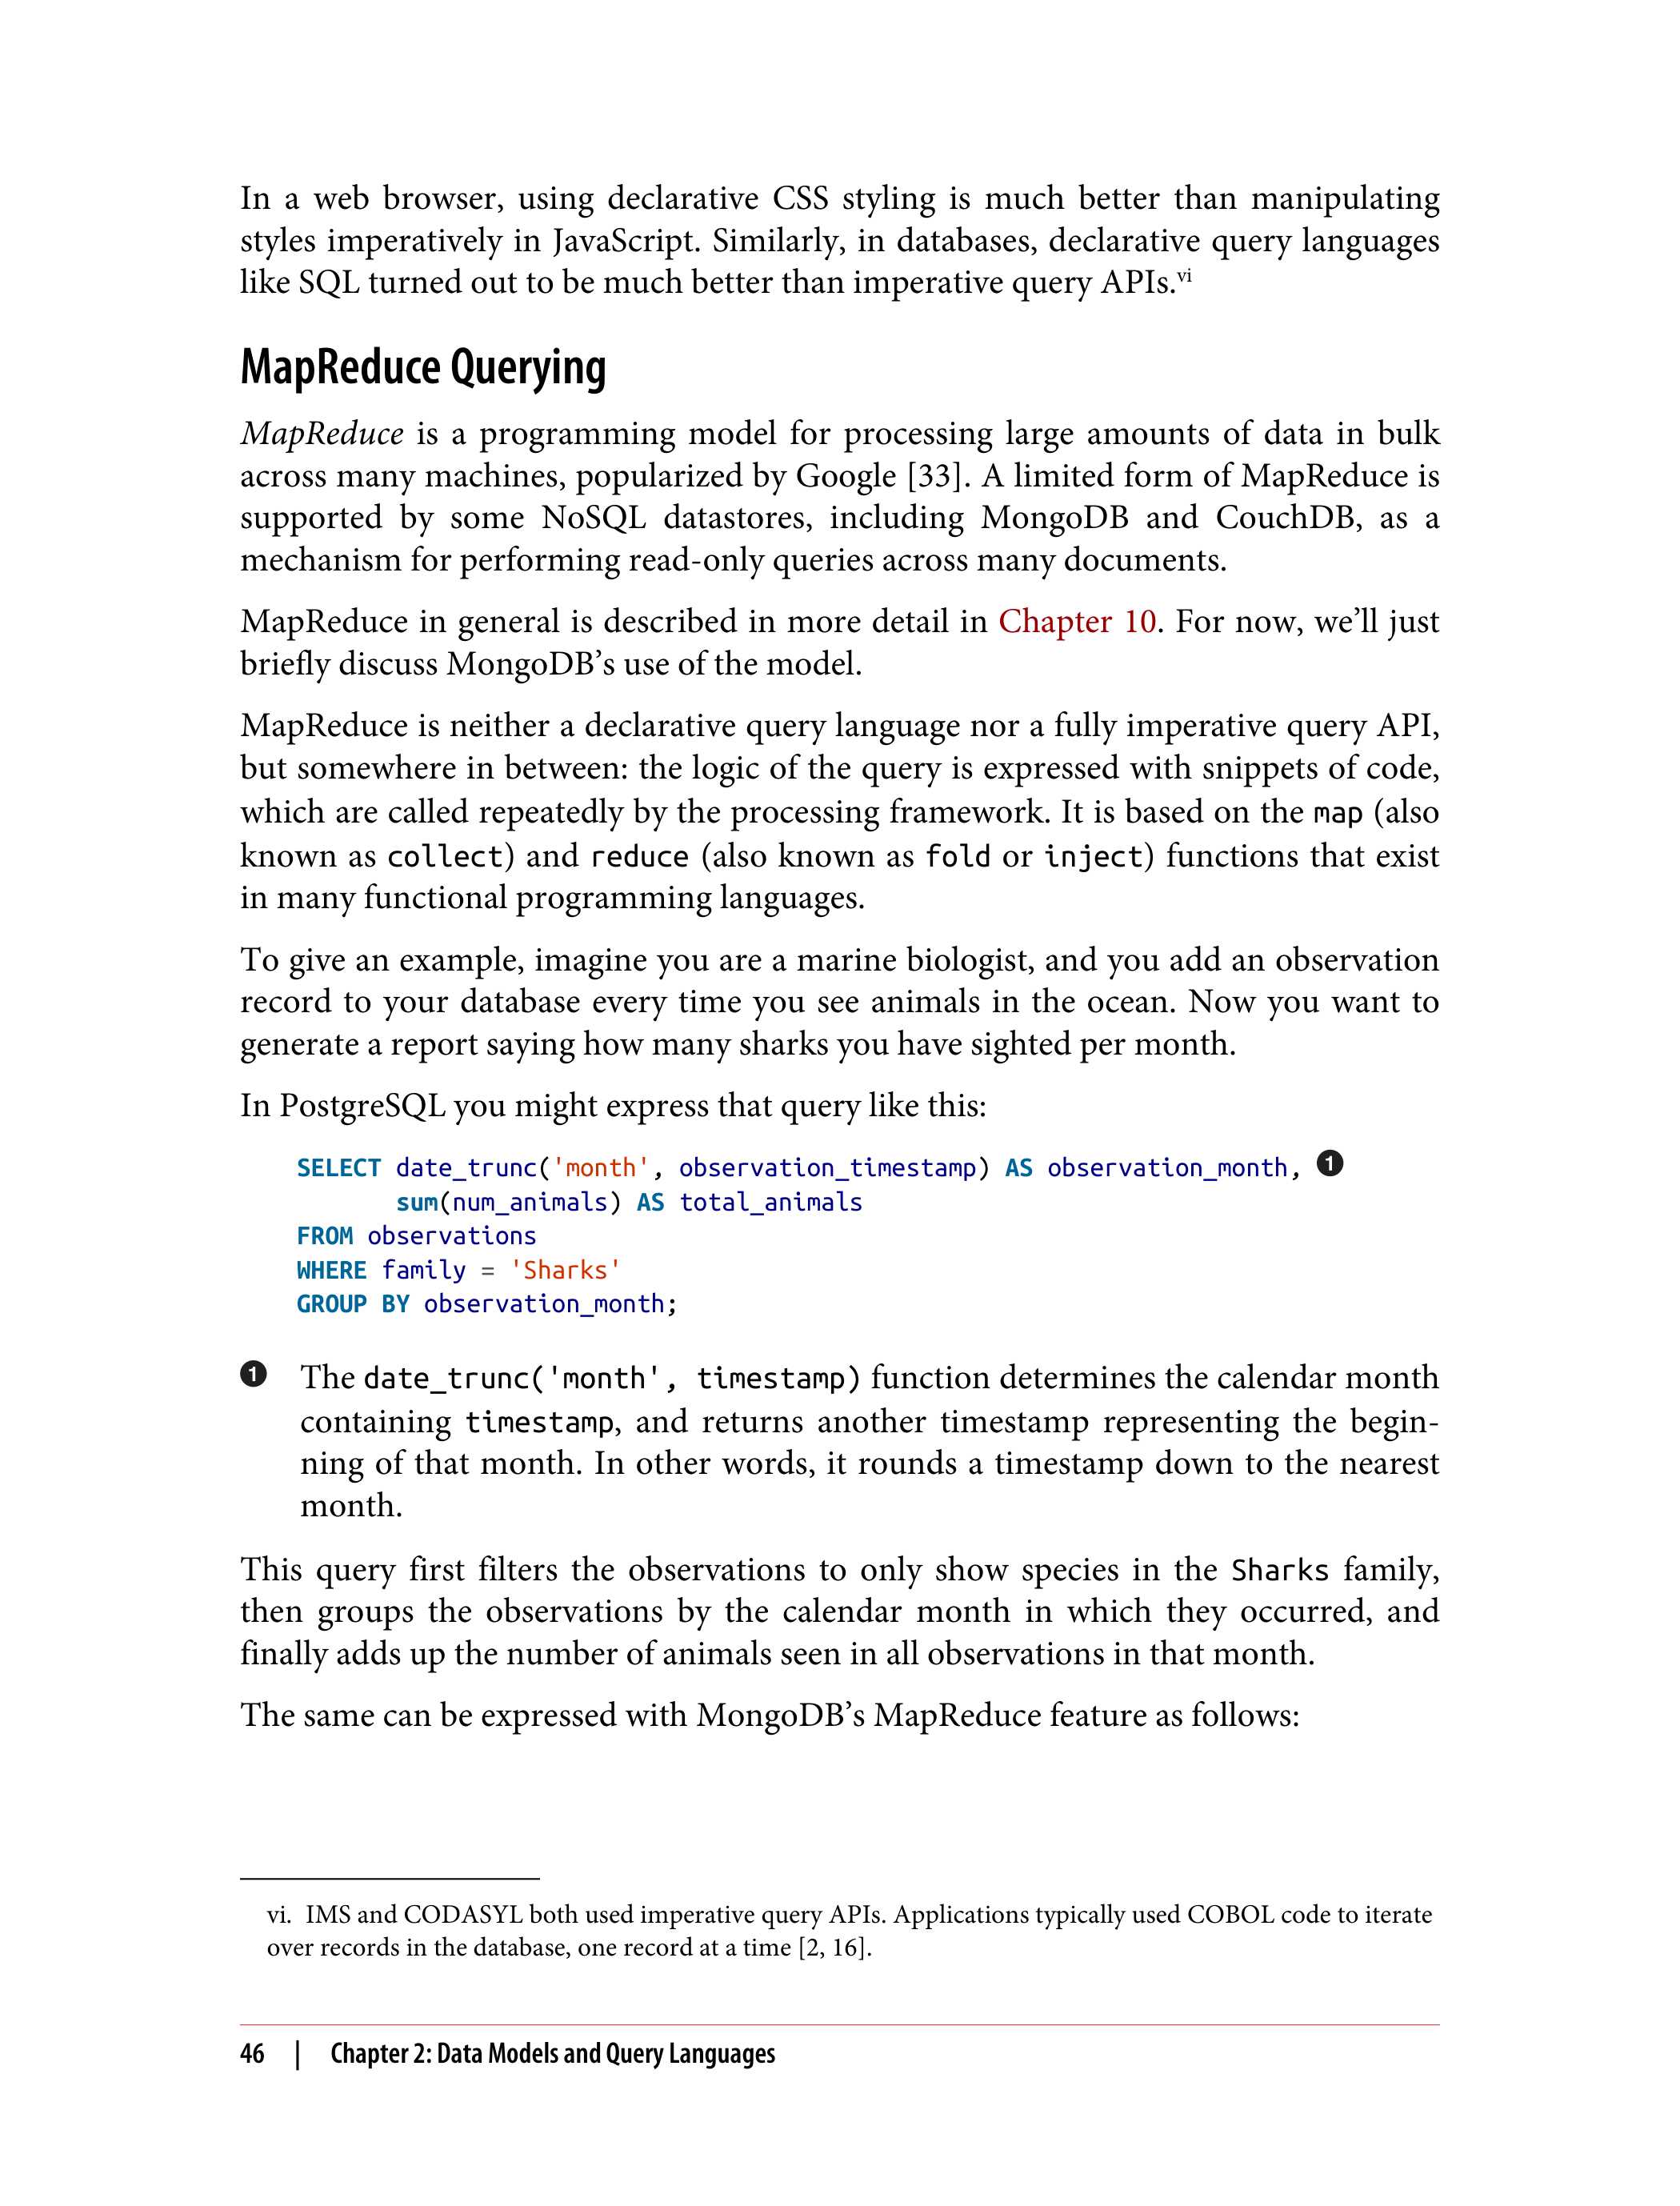 In a web browser, using declarative CSS styling is much better than manipulating
styles imperatively in JavaScript. Similarly, in databases, declarative query languages
like SQL turned out to be much better than imperative query APIs.vi
MapReduce Querying
MapReduce is a programming model for processing large amounts of data in bulk
across many machines, popularized by Google [33]. A limited form of MapReduce is
supported by some NoSQL datastores, including MongoDB and CouchDB, as a
mechanism for performing read-only queries across many documents.
MapReduce in general is described in more detail in Chapter 10. For now, we’ll just
briefly discuss MongoDB’s use of the model.
MapReduce is neither a declarative query language nor a fully imperative query API,
but somewhere in between: the logic of the query is expressed with snippets of code,
which are called repeatedly by the processing framework. It is based on the map (also
known as collect) and reduce (also known as fold or inject) functions that exist
in many functional programming languages.
To give an example, imagine you are a marine biologist, and you add an observation
record to your database every time you see animals in the ocean. Now you want to
generate a report saying how many sharks you have sighted per month.
In PostgreSQL you might express that query like this:
SELECT date_trunc('month', observation_timestamp) AS observation_month, ❶
       sum(num_animals) AS total_animals
FROM observations
WHERE family = 'Sharks'
GROUP BY observation_month;
❶ The date_trunc('month', timestamp) function determines the calendar month
containing timestamp, and returns another timestamp representing the begin-
ning of that month. In other words, it rounds a timestamp down to the nearest
month.
This query first filters the observations to only show species in the Sharks family,
then groups the observations by the calendar month in which they occurred, and
finally adds up the number of animals seen in all observations in that month.
The same can be expressed with MongoDB’s MapReduce feature as follows:
vi. IMS and CODASYL both used imperative query APIs. Applications typically used COBOL code to iterate
over records in the database, one record at a time [2, 16].
46 | Chapter 2: Data Models and Query Languages